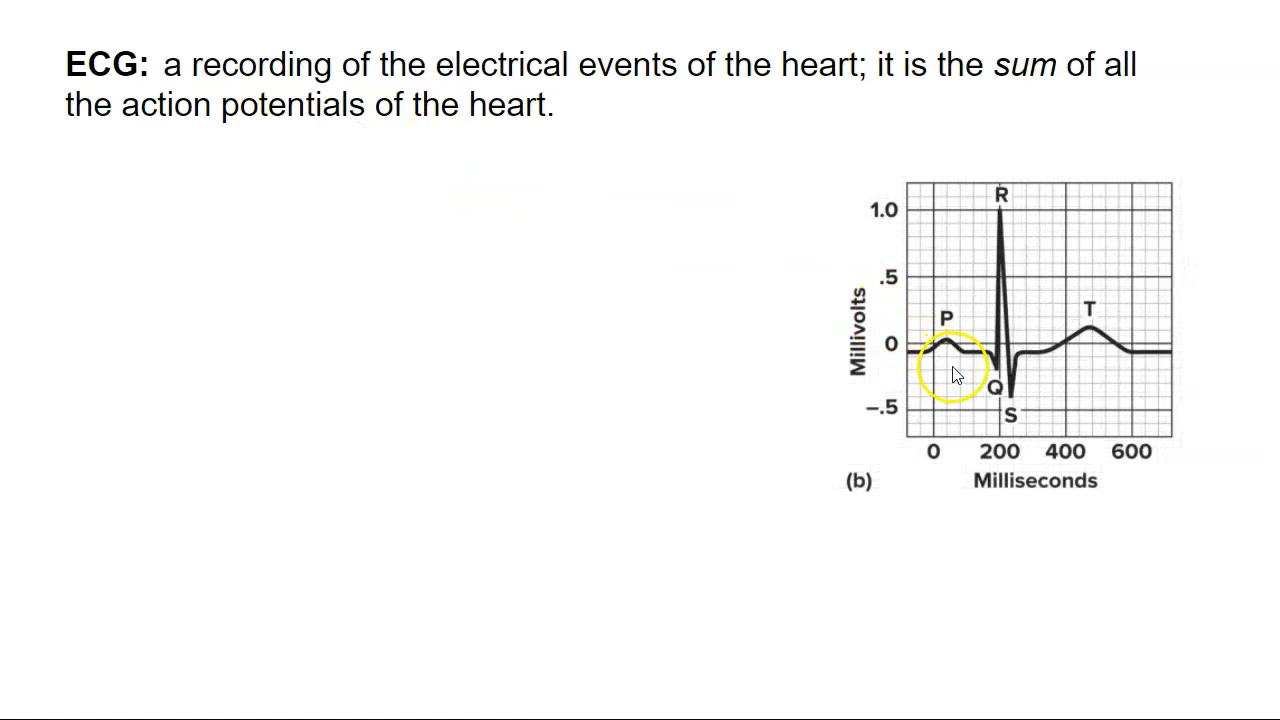 ECG: a recording of the electrical events of the heart; it is the sum of all
the action potentials of the heart.
R
1.0
.5
T
P
Millivolts
0
Q
–.5
S
0 200 400 600
(b) Milliseconds